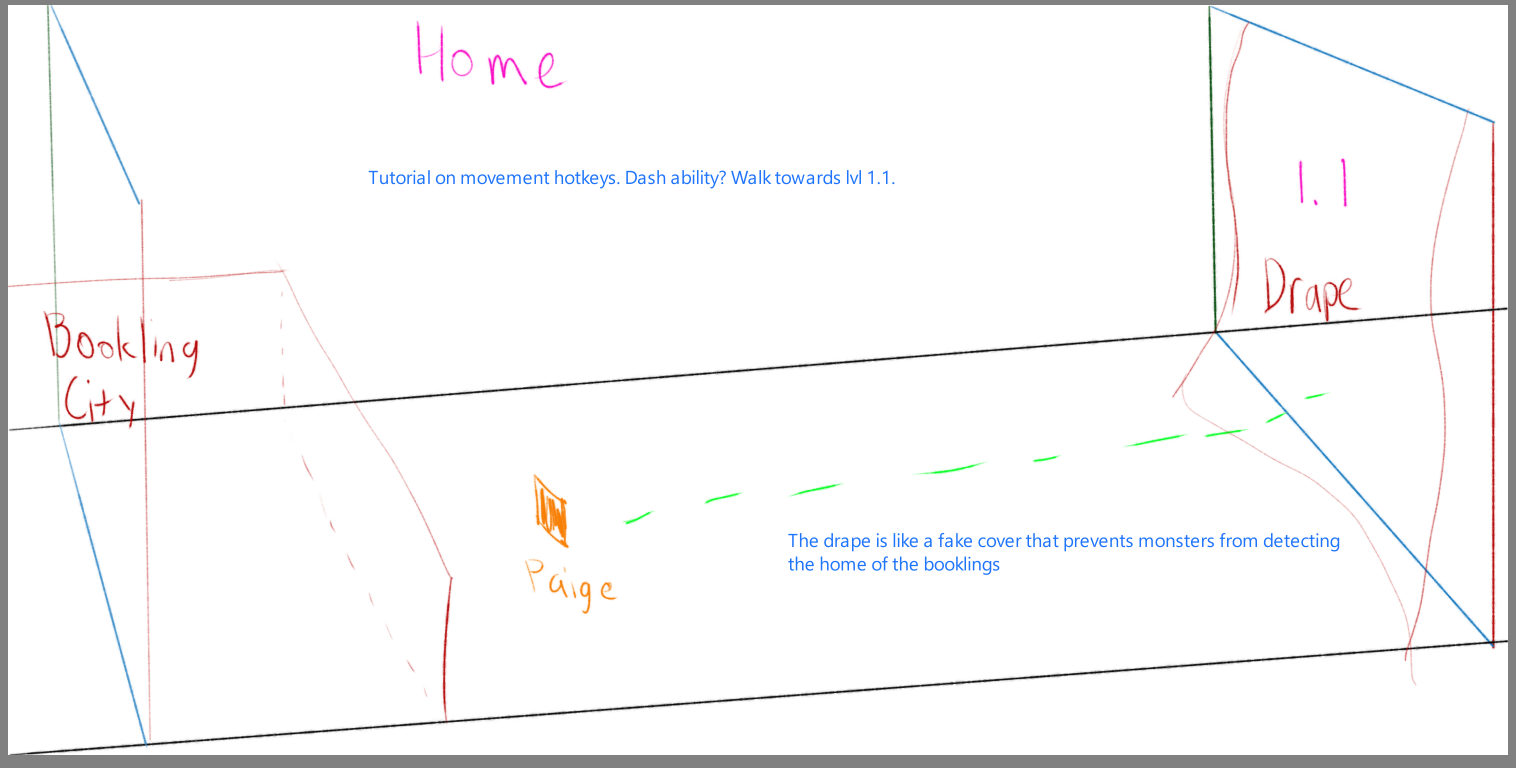 Home
Tutorial on movement hotkeys. Dash ability? Walk towards lvl 1.1.
1.1
Drape
Bookling
City
Paige
The drape is like a fake cover that prevents monsters from detecting
the home of the booklings